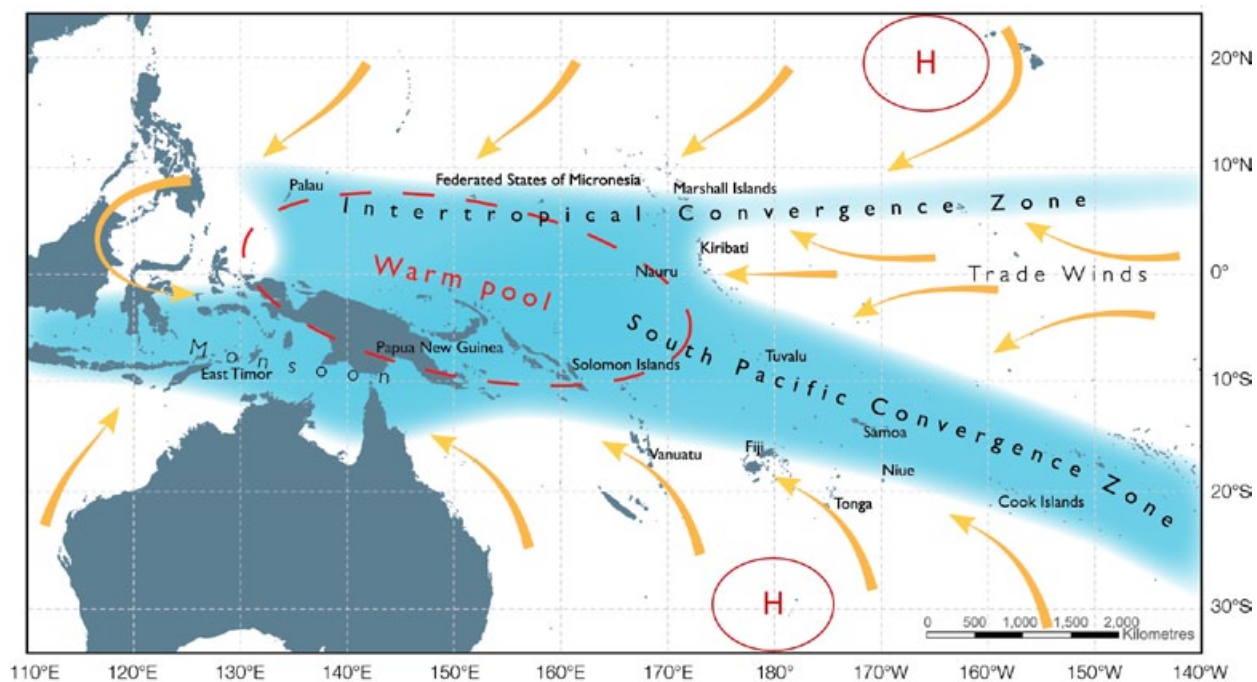 H
20°N
10°N
Palau
Federated States of Micronesia
Marshall Islands
Intertropical Convergence Zone
Kiribati
Warm pool
Nauru
Trade Winds
0°
South Pacific Convergence Zone
Monsoon
East Timor
Papua New Guinea
Solomon Islands
Tuvalu
10°S
Samoa
Vanuatu
Fiji
Niue
Tonga
Cook Islands
20°S
H
30°S
0 500 1,000 1,500 2,000
Kilometres
110°E 120°E 130°E 140°E 150°E 160°E 170°E 180° 170°W 160°W 150°W 140°W